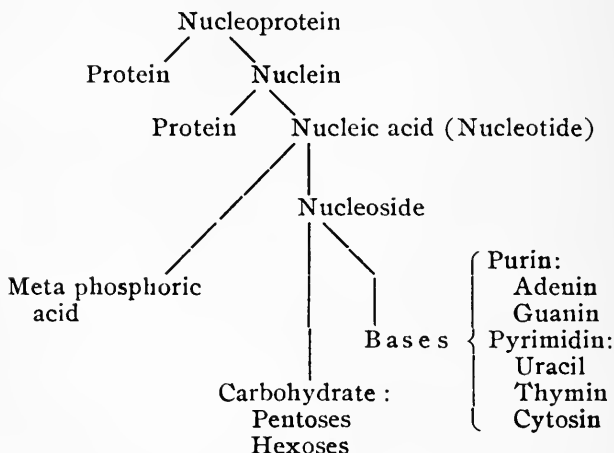 Nucleoprotein
Protein Nuclein
Protein Nucleic acid (Nucleotide)
Nucleoside
Meta phosphoric
acid
Bases
Purin:
Adenin
Guanin
Pyrimidin:
Uracil
Thymin
Cytosin
Carbohydrate:
Pentoses
Hexoses